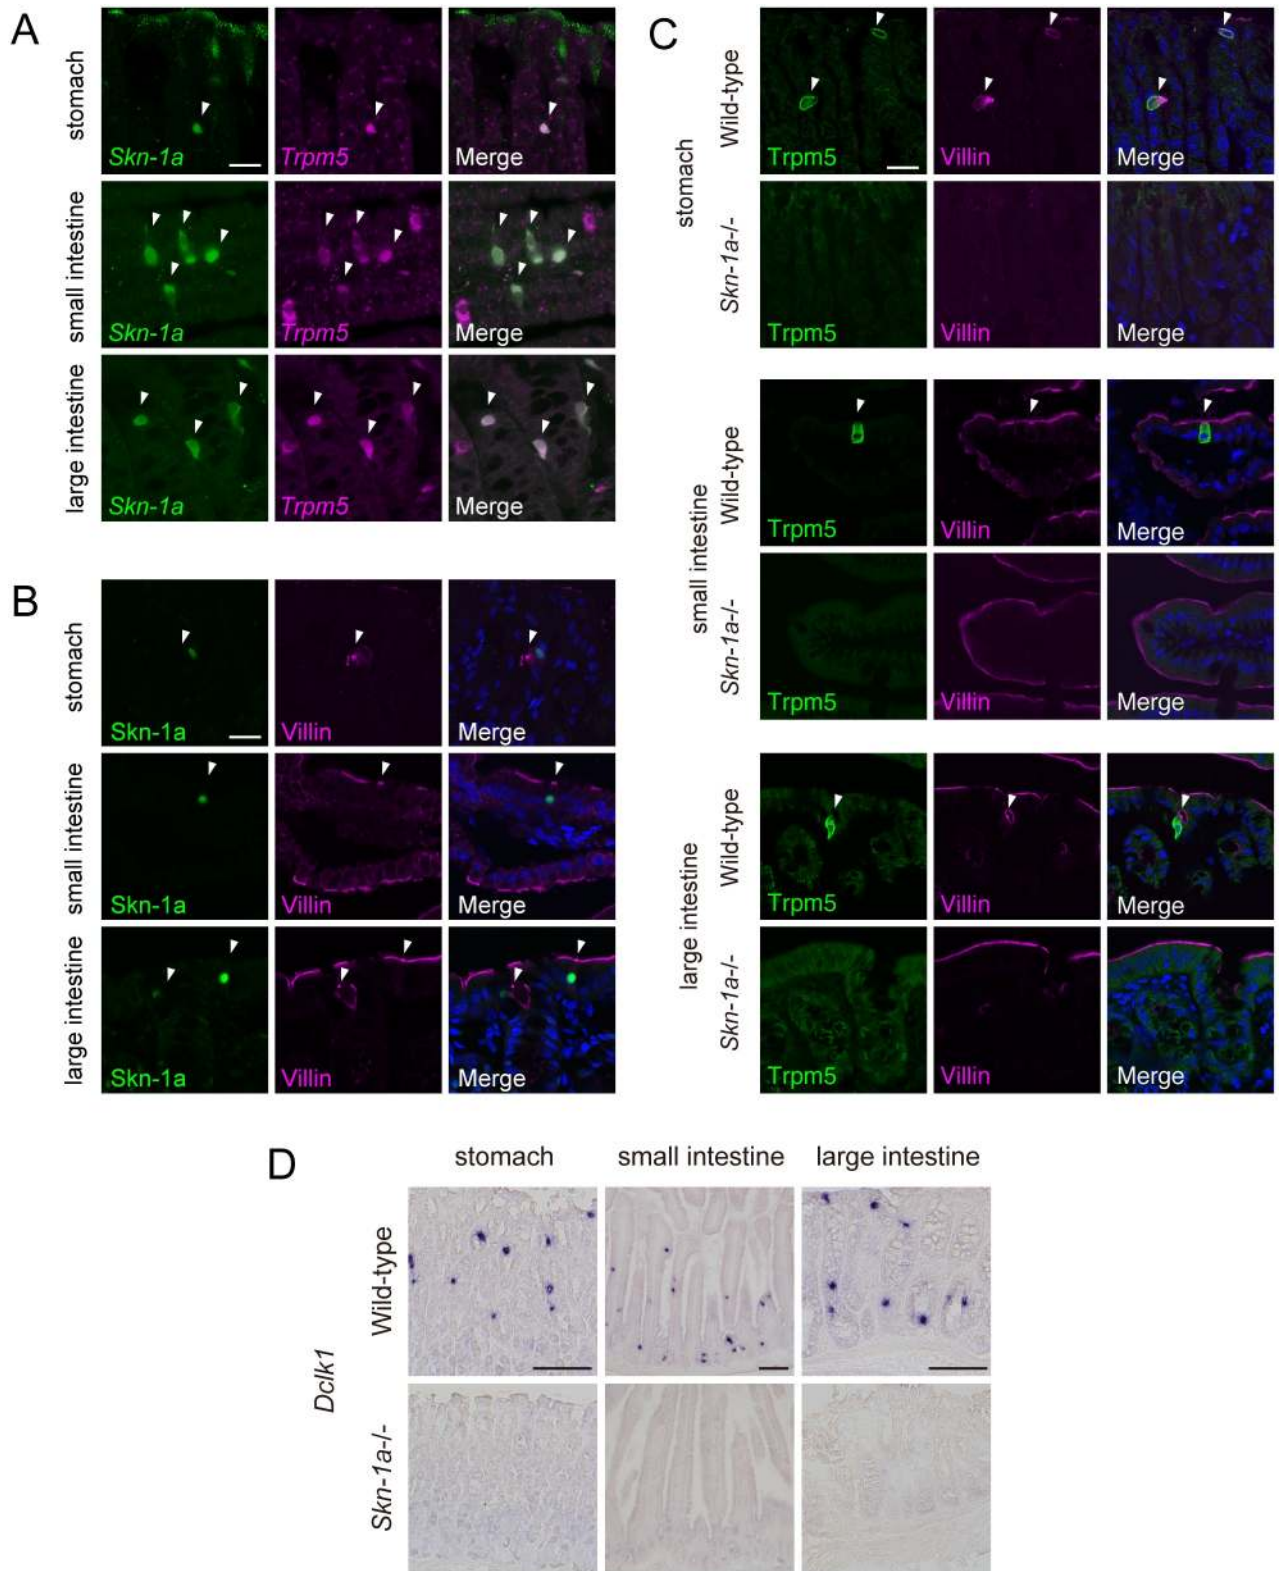 A
stomach
Skn-1a
Trpm5
Merge
small intestine
Skn-1a
Trpm5
Merge
large intestine
Skn-1a
Trpm5
Merge
B
stomach
Skn-1a
Villin
Merge
small intestine
Skn-1a
Villin
Merge
large intestine
Skn-1a
Villin
Merge
C
stomach
Wild-type
Trpm5
Villin
Merge
Skn-1a-/-
Trpm5
Villin
Merge
small intestine
Wild-type
Trpm5
Villin
Merge
Skn-1a-/-
Trpm5
Villin
Merge
large intestine
Wild-type
Trpm5
Villin
Merge
Skn-1a-/-
Trpm5
Villin
Merge
D
stomach
small intestine
large intestine
Dclk1
Wild-type
Skn-1a-/-